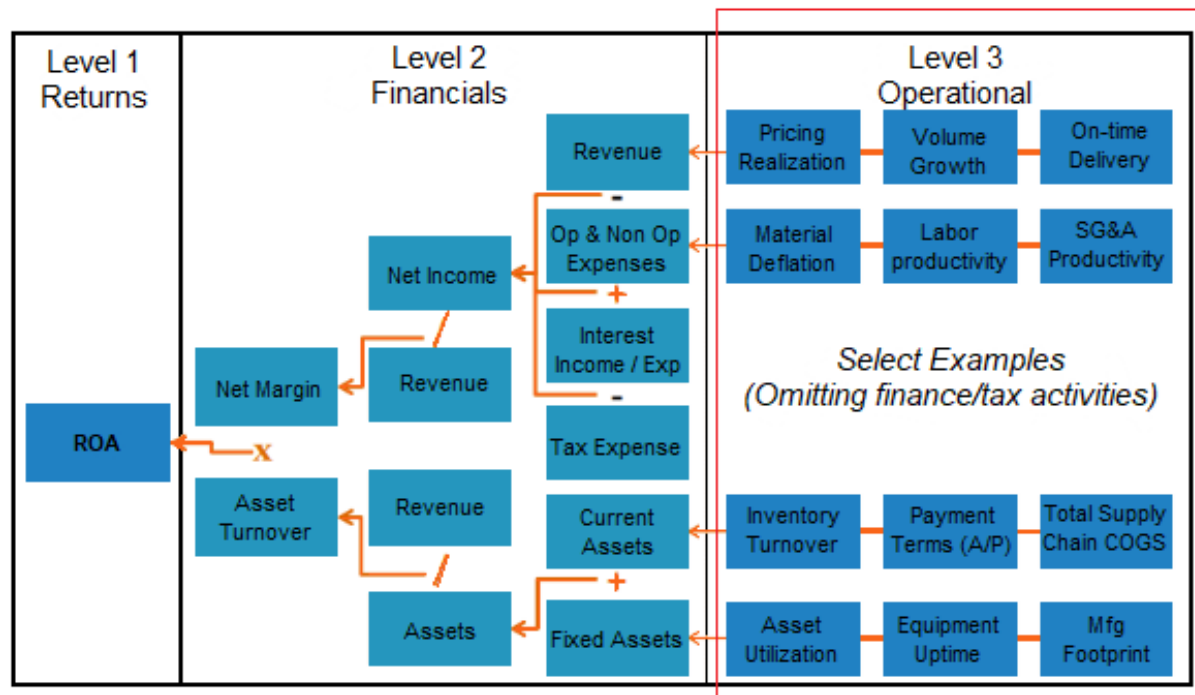 Level 1
Returns
Level 2
Financials
Level 3
Operational
Revenue
-
Op & Non Op
Expenses
+
Interest
Income / Exp
-
Tax Expense
Net Income
/
Revenue
Net Margin
ROA
x
Asset
Turnover
Revenue
/
Assets
Current
Assets
+
Fixed Assets
Pricing
Realization
Volume
Growth
On-time
Delivery
Material
Deflation
Labor
productivity
SG&A
Productivity
Select Examples
(Omitting finance/tax activities)
Inventory
Turnover
Payment
Terms (A/P)
Total Supply
Chain COGS
Asset
Utilization
Equipment
Uptime
Mfg
Footprint